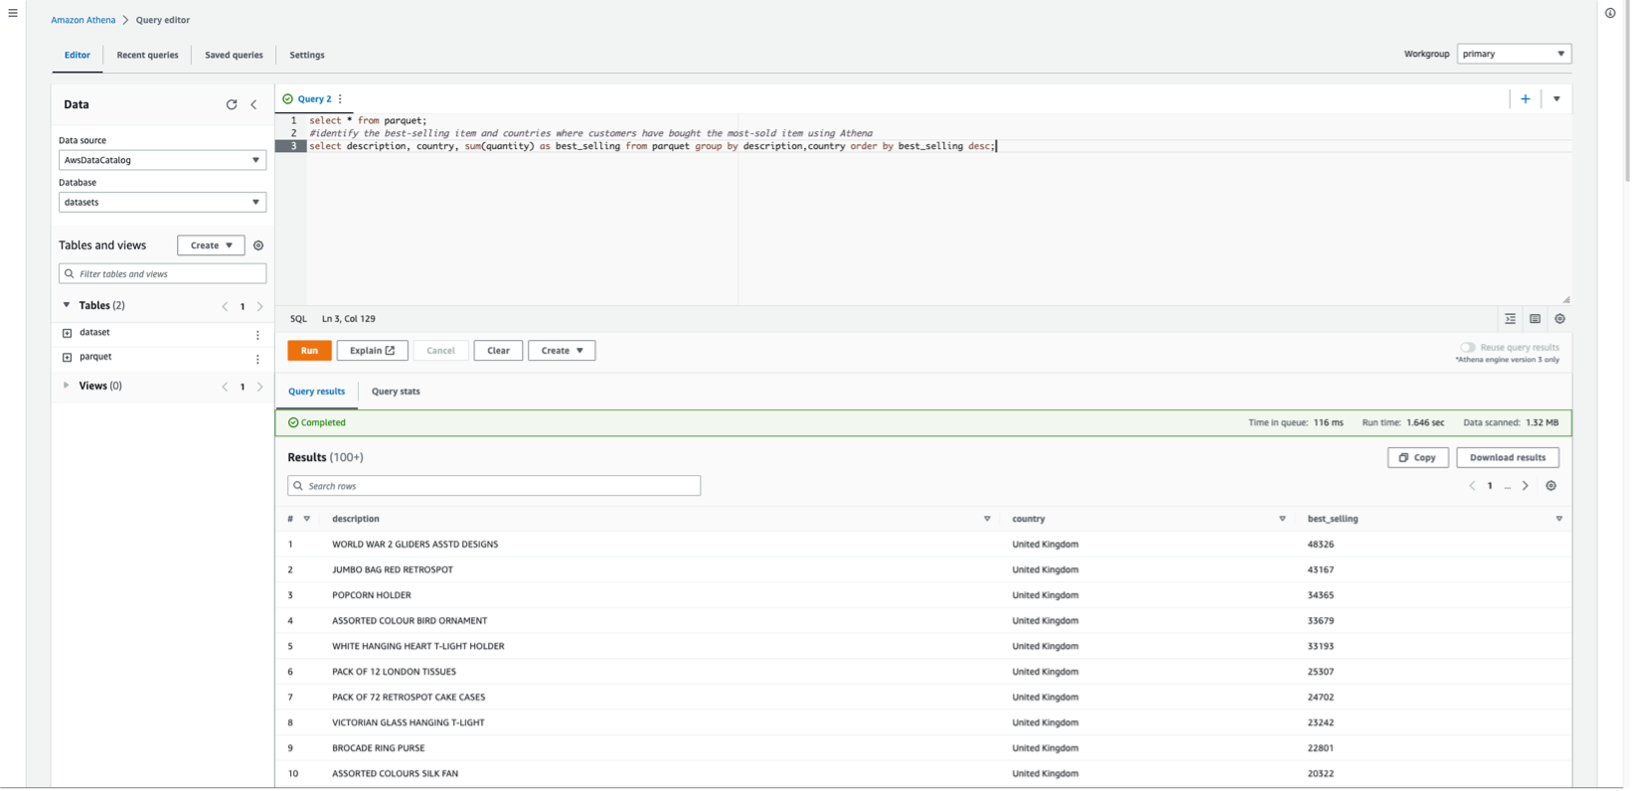 Amazon Athena > Query editor
Editor Recent queries Saved queries Settings
Workgroup primary
Data
Data source
AwsDataCatalog
Database
datasets
Tables and views Create
Filter tables and views
Tables (2) < 1 >
dataset
parquet
Views (0) < 1 >
Query 2
1 select * from parquet;
2 #identify the best-selling item and countries where customers have bought the most-sold item using Athena
3 select description, country, sum(quantity) as best_selling from parquet group by description,country order by best_selling desc;
SQL Ln 3, Col 129
Run Explain Cancel Clear Create
Reuse query results
*Athena engine version 3 only
Query results Query stats
Completed Time in queue: 116 ms Run time: 1.646 sec Data scanned: 1.32 MB
Results (100+) Copy Download results
Search rows < 1 ... >
# description country best_selling
1 WORLD WAR 2 GLIDERS ASSTD DESIGNS United Kingdom 48326
2 JUMBO BAG RED RETROSPOT United Kingdom 43167
3 POPCORN HOLDER United Kingdom 34365
4 ASSORTED COLOUR BIRD ORNAMENT United Kingdom 33679
5 WHITE HANGING HEART T-LIGHT HOLDER United Kingdom 33193
6 PACK OF 12 LONDON TISSUES United Kingdom 25307
7 PACK OF 72 RETROSPOT CAKE CASES United Kingdom 24702
8 VICTORIAN GLASS HANGING T-LIGHT United Kingdom 23242
9 BROCADE RING PURSE United Kingdom 22801
10 ASSORTED COLOURS SILK FAN United Kingdom 20322